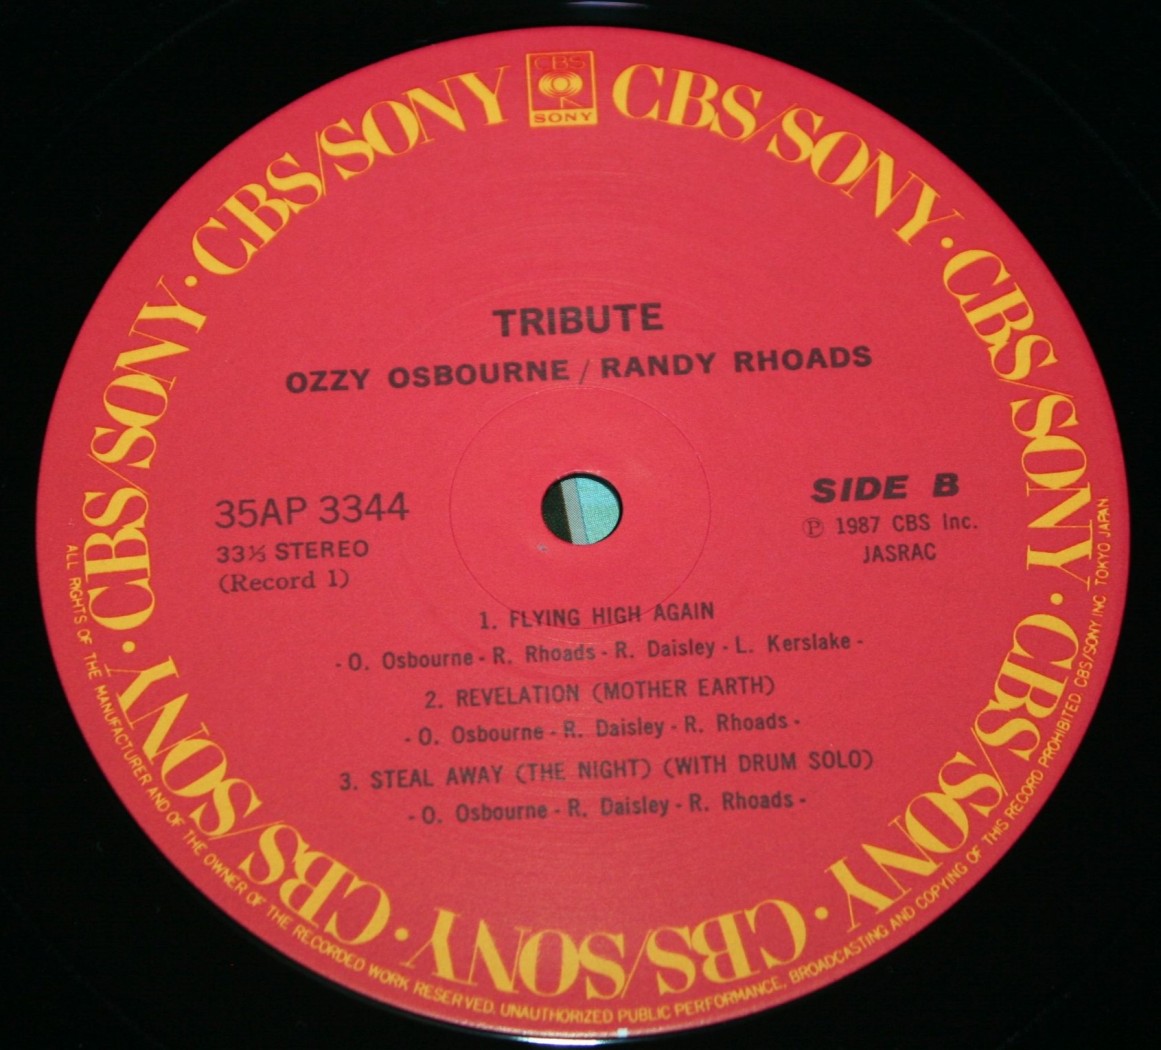 CBS
SONY
CBS/SONY · CBS/SONY · CBS/SONY · CBS/SONY · CBS/SONY · CBS/SONY · CBS/SONY · CBS/SONY
TRIBUTE
OZZY OSBOURNE / RANDY RHOADS
35AP 3344
33⅓ STEREO
(Record 1)
SIDE B
Ⓟ 1987 CBS Inc.
JASRAC
1. FLYING HIGH AGAIN
- O. Osbourne - R. Rhoads - R. Daisley - L. Kerslake -
2. REVELATION (MOTHER EARTH)
- O. Osbourne - R. Daisley - R. Rhoads -
3. STEAL AWAY (THE NIGHT) (WITH DRUM SOLO)
- O. Osbourne - R. Daisley - R. Rhoads -
ALL RIGHTS OF THE MANUFACTURER AND OF THE OWNER OF THE RECORDED WORK RESERVED. UNAUTHORIZED PUBLIC PERFORMANCE, BROADCASTING AND COPYING OF THIS RECORD PROHIBITED CBS/SONY INC TOKYO JAPAN